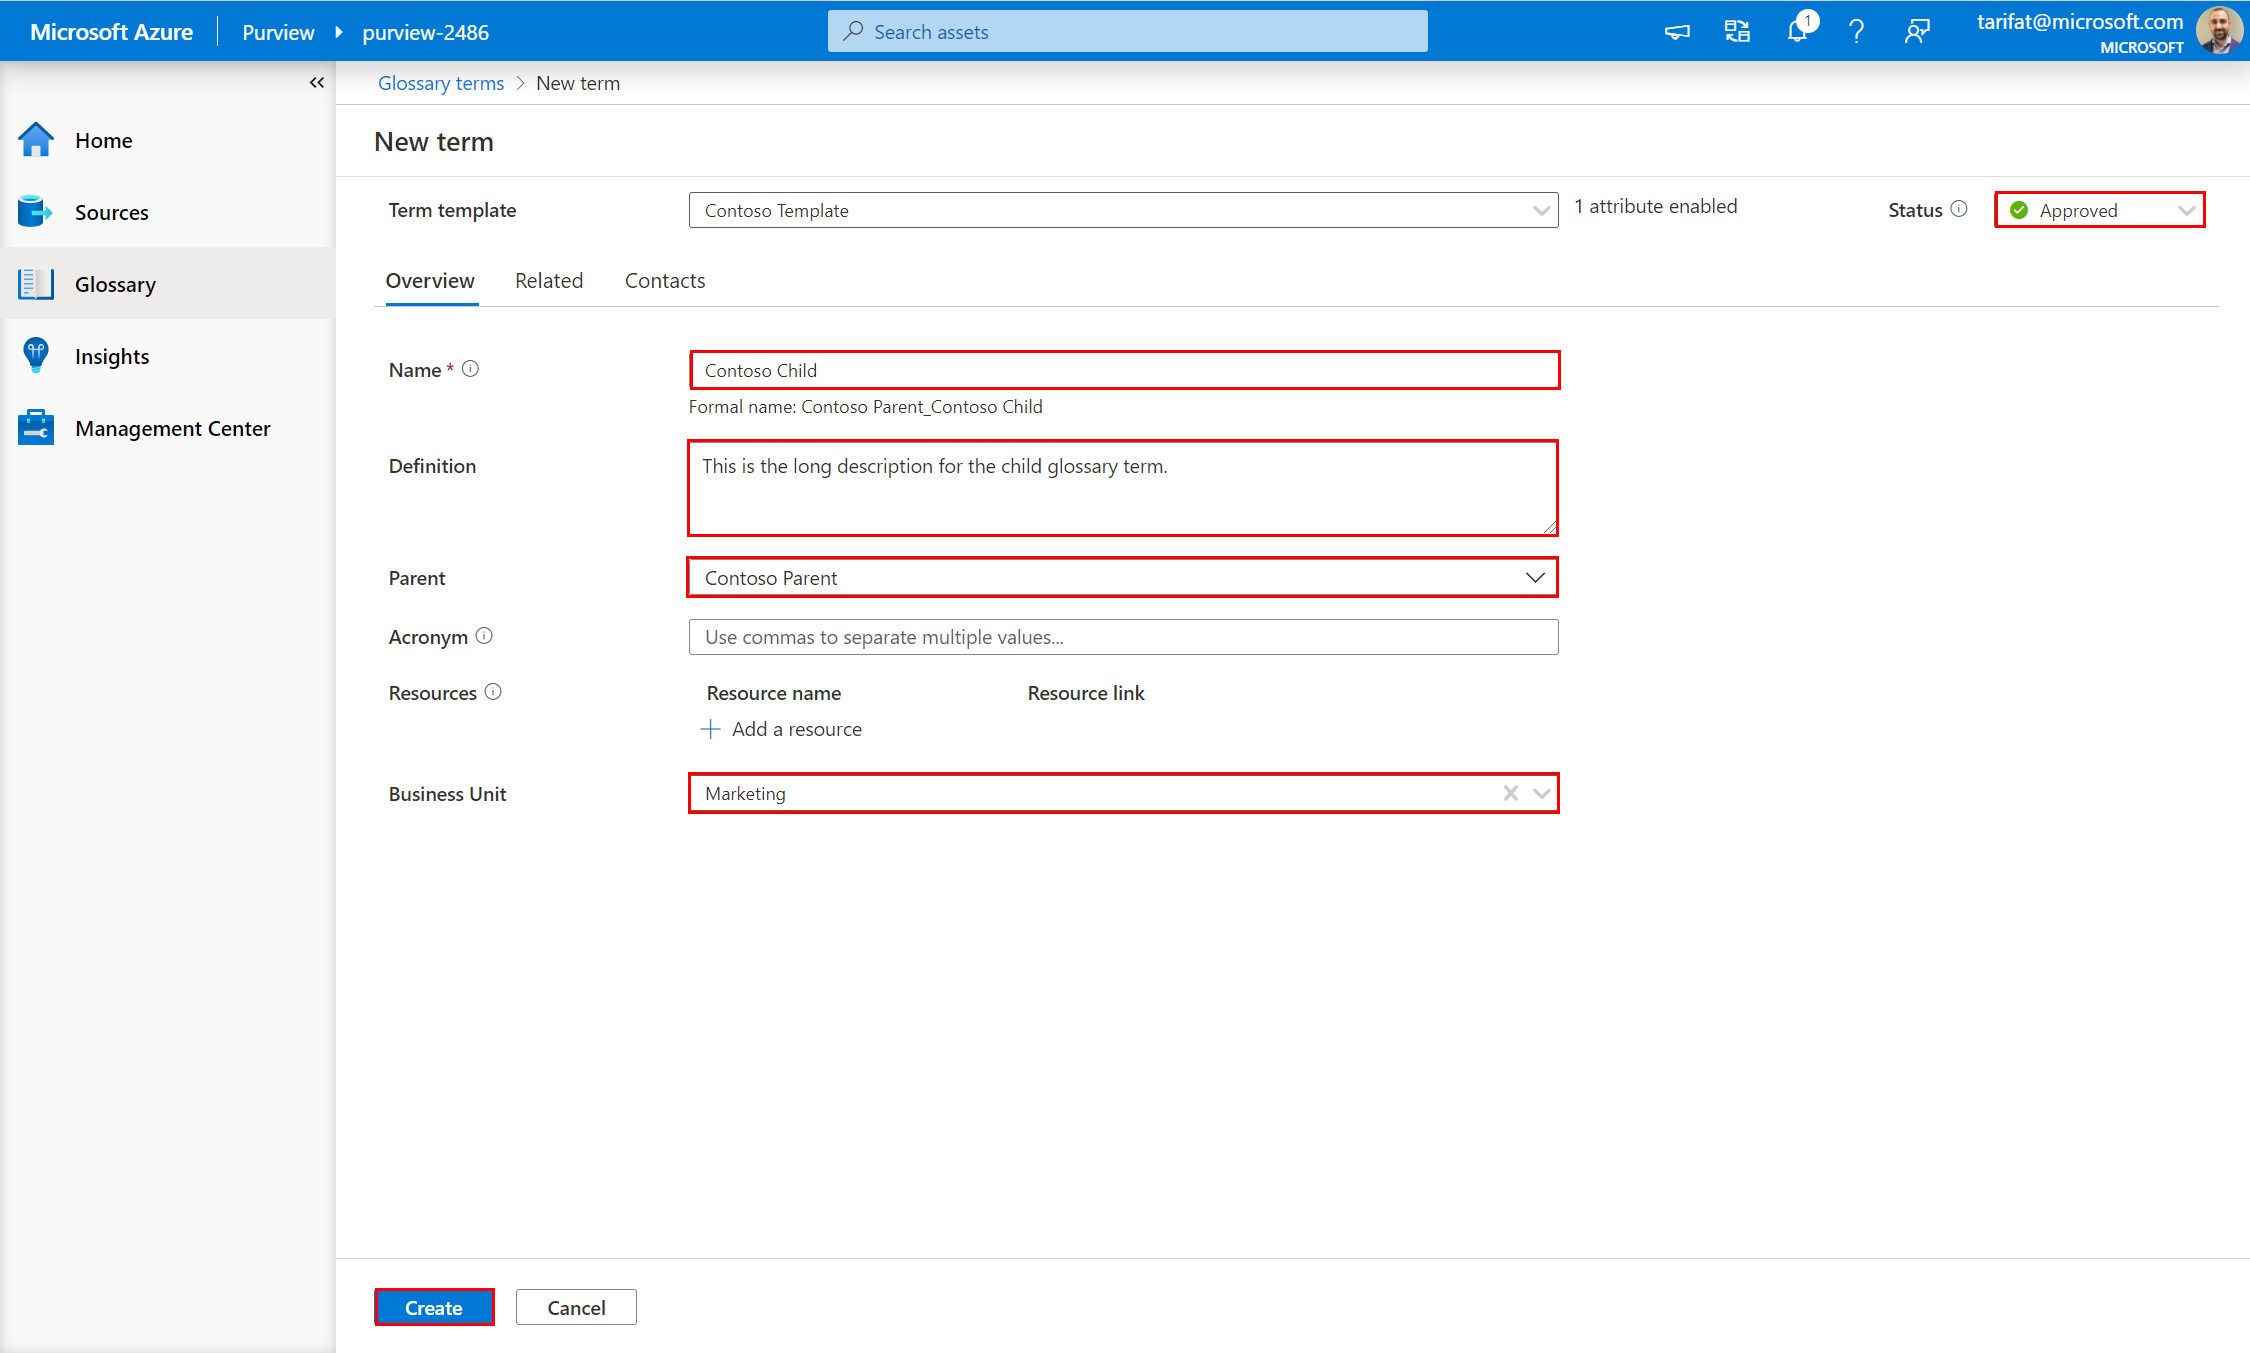 Microsoft Azure
Purview
purview-2486
Search assets
1
tarifat@microsoft.com
MICROSOFT
Home
Sources
Glossary
Insights
Management Center
Glossary terms > New term
New term
Term template
Contoso Template
1 attribute enabled
Status
Approved
Overview
Related
Contacts
Name *
Contoso Child
Formal name: Contoso Parent_Contoso Child
Definition
This is the long description for the child glossary term.
Parent
Contoso Parent
Acronym
Use commas to separate multiple values...
Resources
Resource name
Resource link
Add a resource
Business Unit
Marketing
Create
Cancel